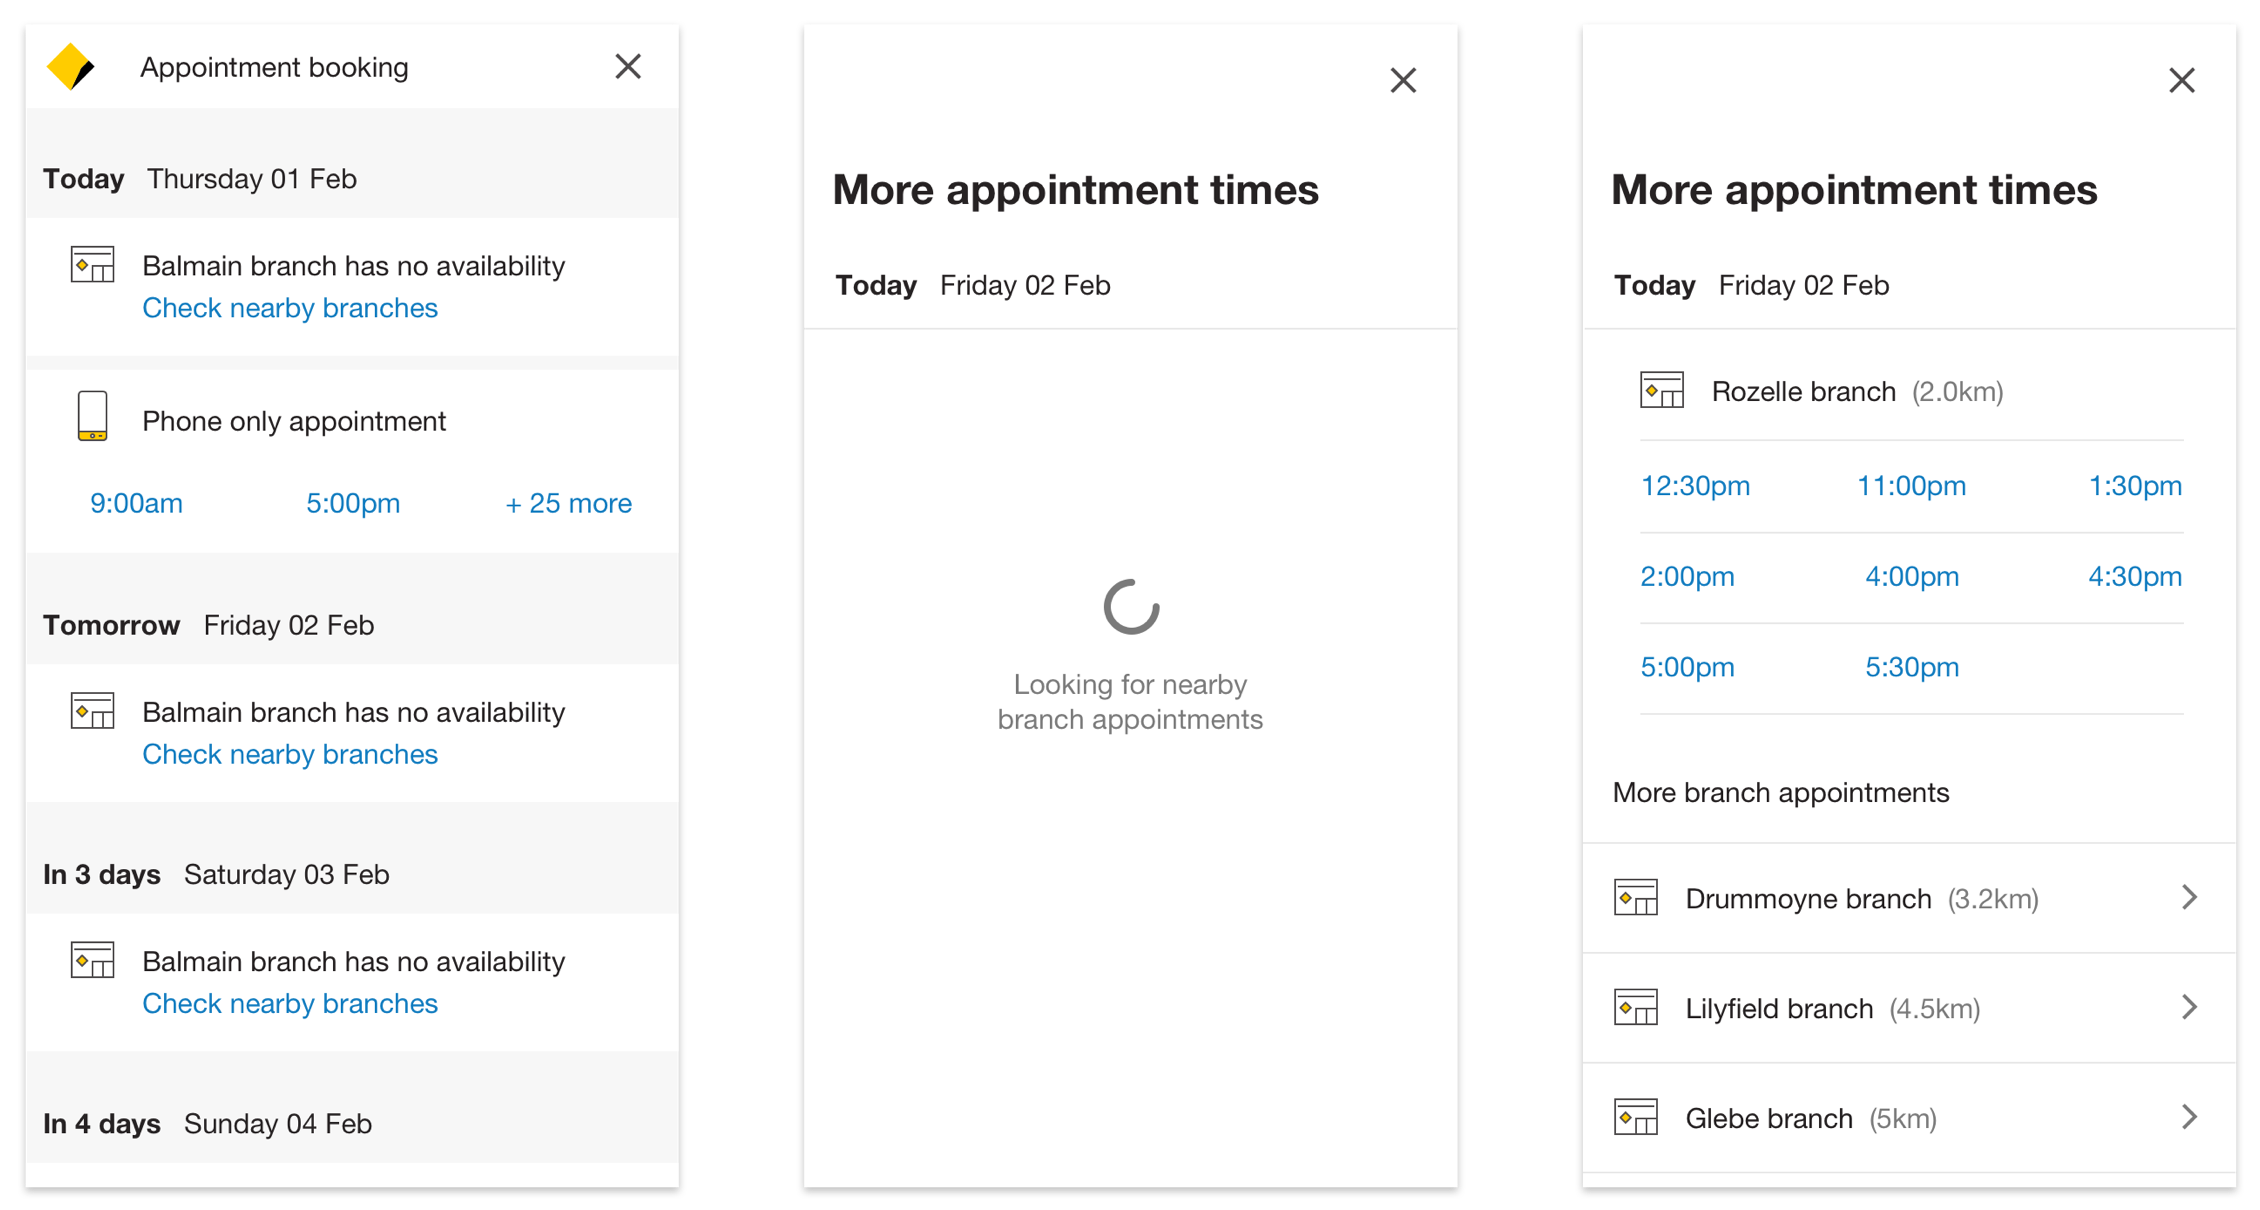 Appointment booking
Today Thursday 01 Feb
Balmain branch has no availability
Check nearby branches
Phone only appointment
9:00am 5:00pm + 25 more
Tomorrow Friday 02 Feb
Balmain branch has no availability
Check nearby branches
In 3 days Saturday 03 Feb
Balmain branch has no availability
Check nearby branches
In 4 days Sunday 04 Feb
More appointment times
Today Friday 02 Feb
Looking for nearby
branch appointments
More appointment times
Today Friday 02 Feb
Rozelle branch (2.0km)
12:30pm 11:00pm 1:30pm
2:00pm 4:00pm 4:30pm
5:00pm 5:30pm
More branch appointments
Drummoyne branch (3.2km)
Lilyfield branch (4.5km)
Glebe branch (5km)